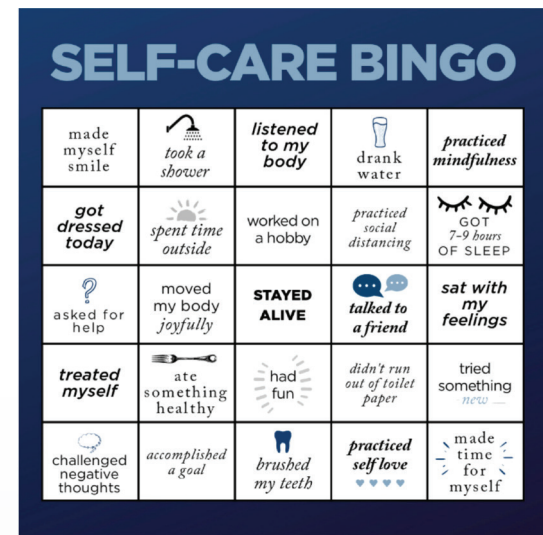 SELF-CARE BINGO
made
myself
smile
took a
shower
listened
to my
body
drank
water
practiced
mindfulness
got
dressed
today
spent time
outside
worked on
a hobby
practiced
social
distancing
GOT
7-9 hours
OF SLEEP
asked for
help
moved
my body
joyfully
STAYED
ALIVE
talked to
a friend
sat with
my
feelings
treated
myself
ate
something
healthy
had
fun
didn't run
out of toilet
paper
tried
something
new
challenged
negative
thoughts
accomplished
a goal
brushed
my teeth
practiced
self love
made
time
for
myself